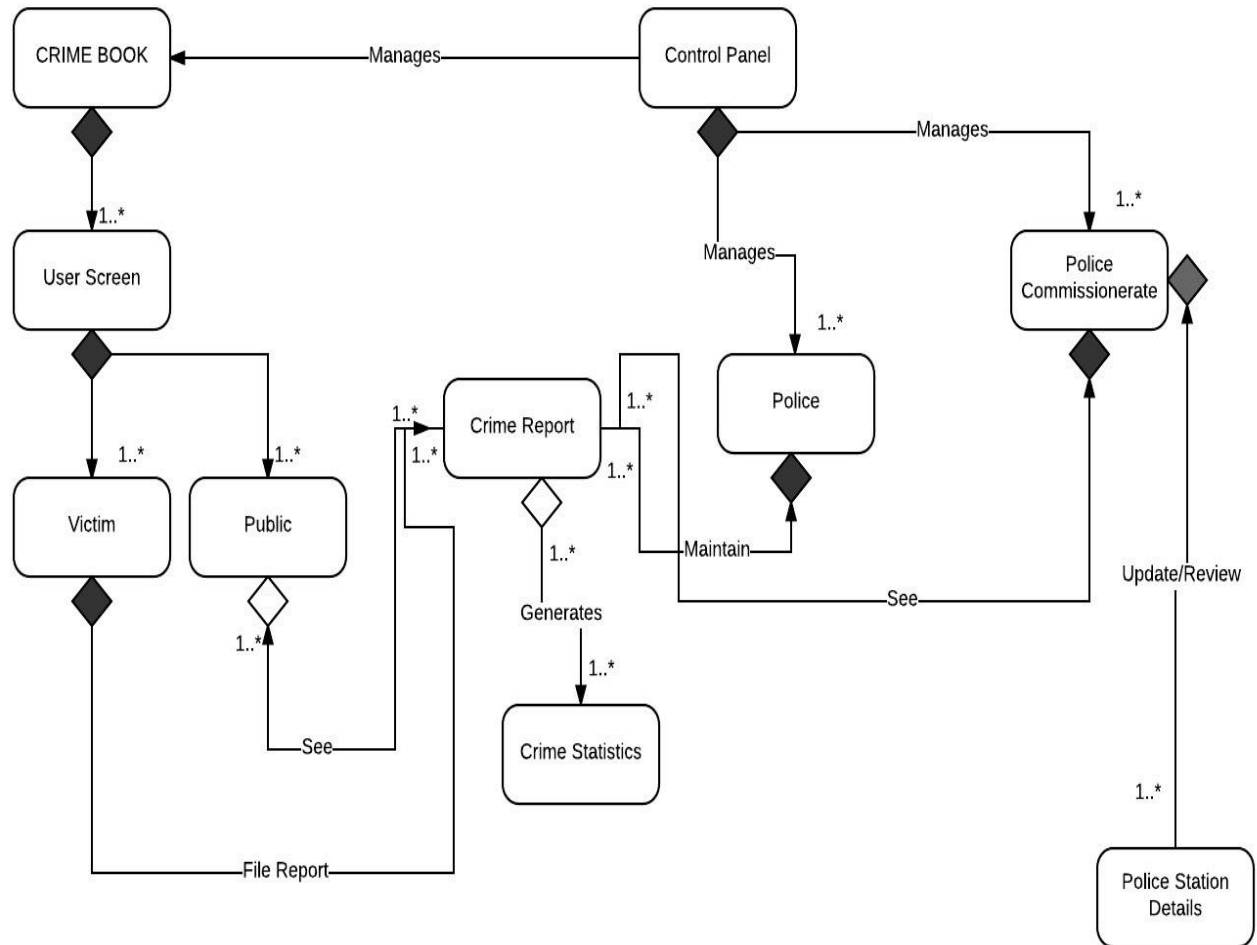 CRIME BOOK
Manages
Control Panel
Manages
1..*
1..*
User Screen
Manages
Police
Commissionerate
1..*
1..*
1..*
Crime Report
1..*
Police
1..*
1..*
1..*
1..*
Victim
Public
1..*
Maintain
Update/Review
See
Generates
1..*
1..*
See
Crime Statistics
1..*
File Report
Police Station
Details